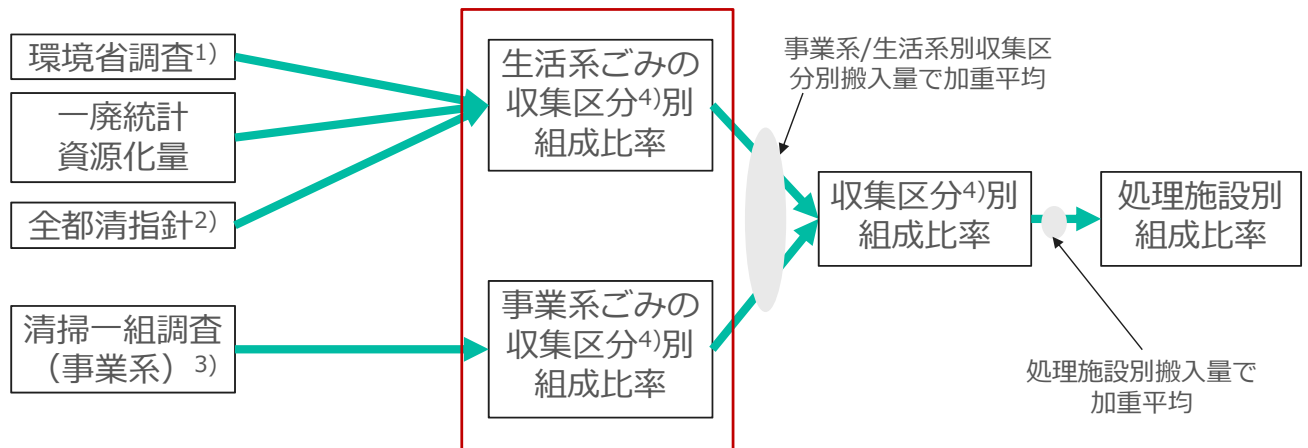 環境省調査1)
一廃統計
資源化量
全都清指針2)
清掃一組調査
（事業系）3)
生活系ごみの
収集区分4)別
組成比率
事業系ごみの
収集区分4)別
組成比率
事業系/生活系別収集区
分別搬入量で加重平均
収集区分4)別
組成比率
処理施設別
組成比率
処理施設別搬入量で
加重平均